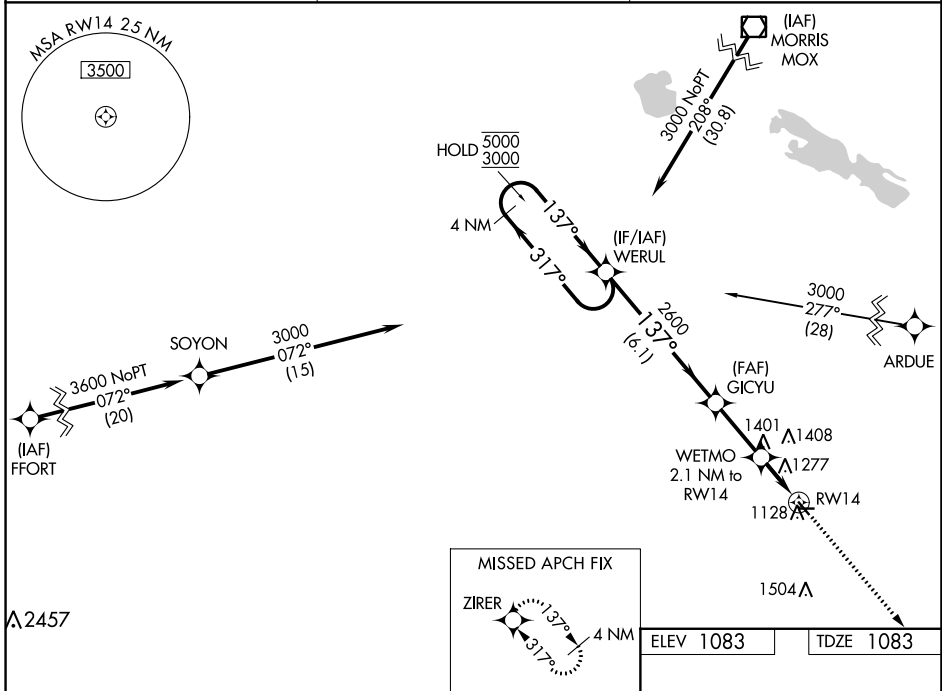 MSA RW14 25 NM
3500
(IAF)
MORRIS
MOX
3000 NoPT
208°
(30.8)
HOLD 5000
3000
4 NM
137°
317°
(IF/IAF)
WERUL
2600
137°
(6.1)
3000
277°
(28)
ARDUE
SOYON
3000
072°
(15)
3600 NoPT
072°
(20)
(IAF)
FFORT
(FAF)
GICYU
1401
1408
WETMO
2.1 NM to
RW14
1277
RW14
1128
1504
2457
MISSED APCH FIX
ZIRER
137°
317°
4 NM
ELEV 1083
TDZE 1083